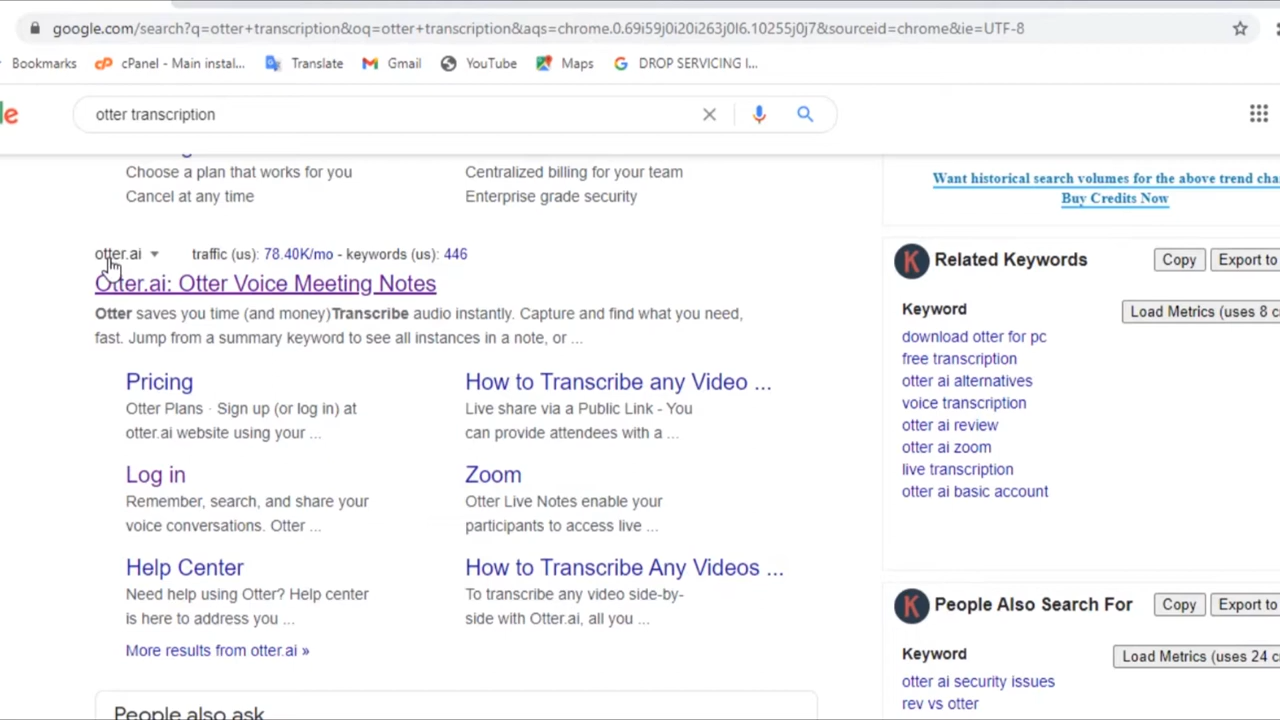 google.com/search?q=otter+transcription&oq=otter+transcription&aqs=chrome.0.69i59j0i20i263j0l6.10255j0j7&sourceid=chrome&ie=UTF-8
Bookmarks cPanel - Main instal... Translate Gmail YouTube Maps DROP SERVICING I...
le otter transcription
Choose a plan that works for you
Cancel at any time
Centralized billing for your team
Enterprise grade security
otter.ai traffic (us): 78.40K/mo - keywords (us): 446
Otter.ai: Otter Voice Meeting Notes
Otter saves you time (and money)Transcribe audio instantly. Capture and find what you need,
fast. Jump from a summary keyword to see all instances in a note, or ...
Pricing
Otter Plans · Sign up (or log in) at
otter.ai website using your ...
How to Transcribe any Video ...
Live share via a Public Link - You
can provide attendees with a ...
Log in
Remember, search, and share your
voice conversations. Otter ...
Zoom
Otter Live Notes enable your
participants to access live ...
Help Center
Need help using Otter? Help center
is here to address you ...
How to Transcribe Any Videos ...
To transcribe any video side-by-
side with Otter.ai, all you ...
More results from otter.ai »
People also ask
Want historical search volumes for the above trend cha
Buy Credits Now
K Related Keywords Copy Export to
Keyword Load Metrics (uses 8 c
download otter for pc
free transcription
otter ai alternatives
voice transcription
otter ai review
otter ai zoom
live transcription
otter ai basic account
K People Also Search For Copy Export to
Keyword Load Metrics (uses 24 c
otter ai security issues
rev vs otter